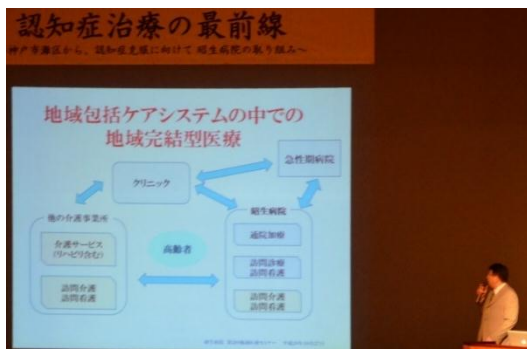 認知症治療の最前線
神戸市灘区から、認知症克服に向けて 昭生病院の取り組み～
地域包括ケアシステムの中での
地域完結型医療
急性期病院
クリニック
他の介護事業所
介護サービス
(リハビリ含む)
訪問介護
訪問看護
高齢者
昭生病院
通院加療
訪問診療
訪問看護
訪問介護
訪問看護